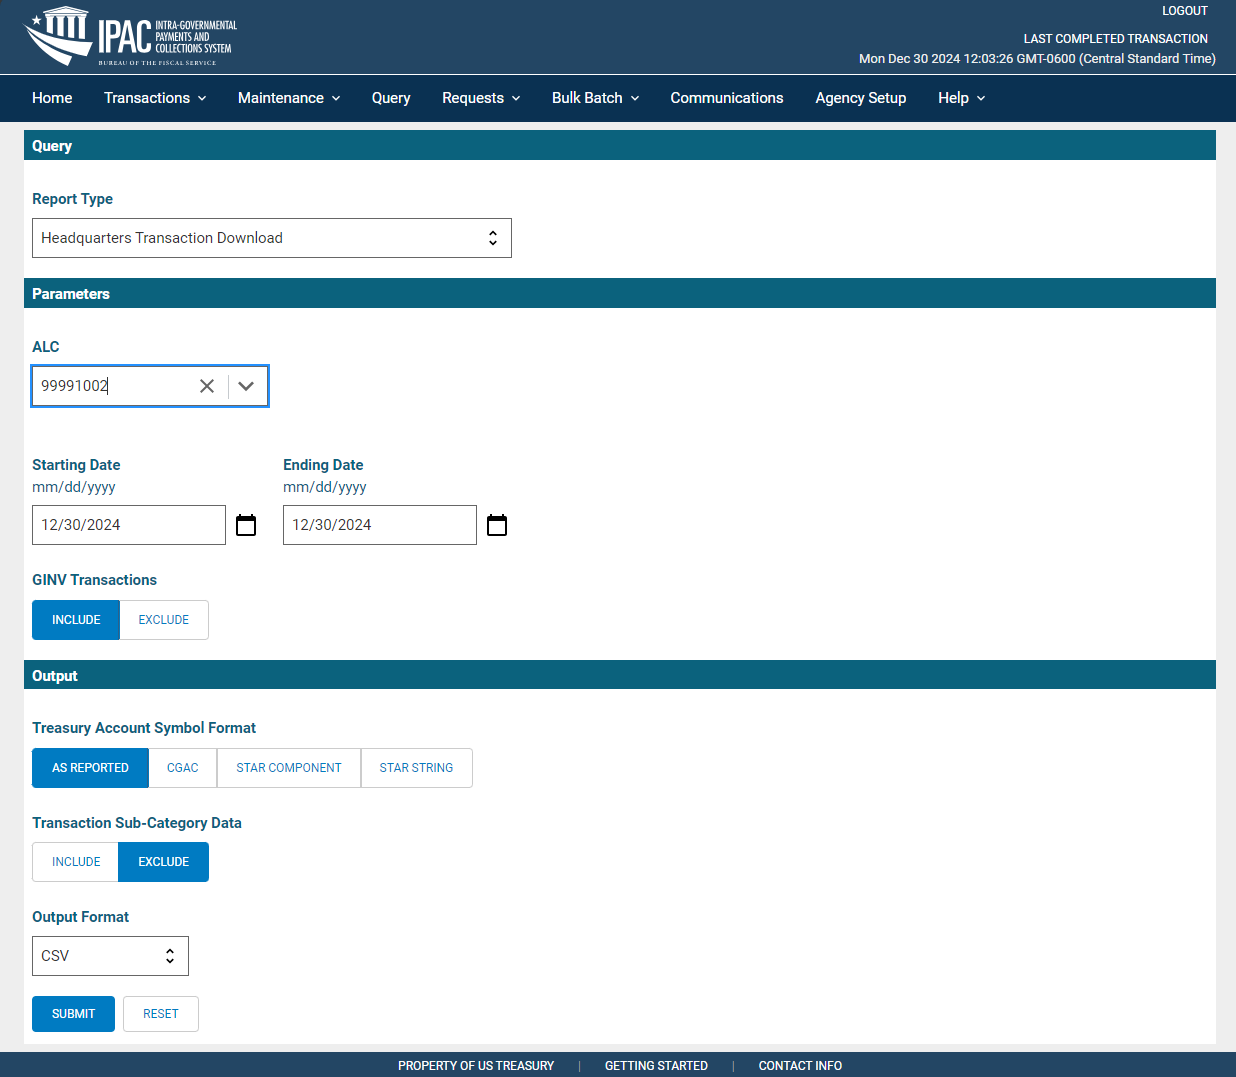 LOGOUT
IPAC INTRA-GOVERNMENTAL
PAYMENTS AND
COLLECTIONS SYSTEM
BUREAU OF THE FISCAL SERVICE
LAST COMPLETED TRANSACTION
Mon Dec 30 2024 12:03:26 GMT-0600 (Central Standard Time)
Home Transactions Maintenance Query Requests Bulk Batch Communications Agency Setup Help
Query
Report Type
Headquarters Transaction Download
Parameters
ALC
99991002
Starting Date Ending Date
mm/dd/yyyy mm/dd/yyyy
12/30/2024 12/30/2024
GINV Transactions
INCLUDE EXCLUDE
Output
Treasury Account Symbol Format
AS REPORTED CGAC STAR COMPONENT STAR STRING
Transaction Sub-Category Data
INCLUDE EXCLUDE
Output Format
CSV
SUBMIT RESET
PROPERTY OF US TREASURY | GETTING STARTED | CONTACT INFO